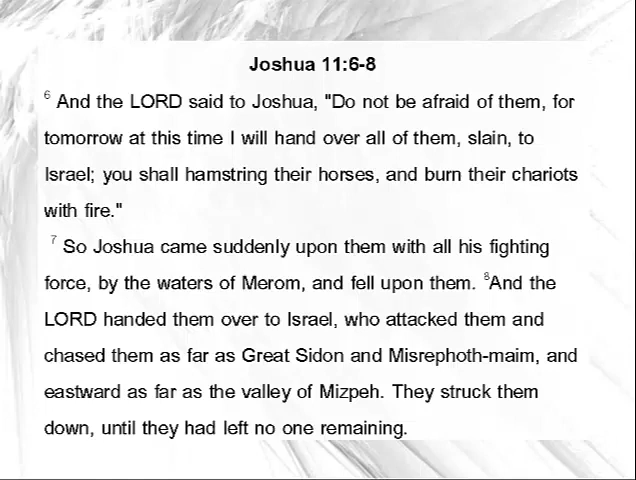 Joshua 11:6-8
6 And the LORD said to Joshua, "Do not be afraid of them, for
tomorrow at this time I will hand over all of them, slain, to
Israel; you shall hamstring their horses, and burn their chariots
with fire."
7 So Joshua came suddenly upon them with all his fighting
force, by the waters of Merom, and fell upon them. 8And the
LORD handed them over to Israel, who attacked them and
chased them as far as Great Sidon and Misrephoth-maim, and
eastward as far as the valley of Mizpeh. They struck them
down, until they had left no one remaining.